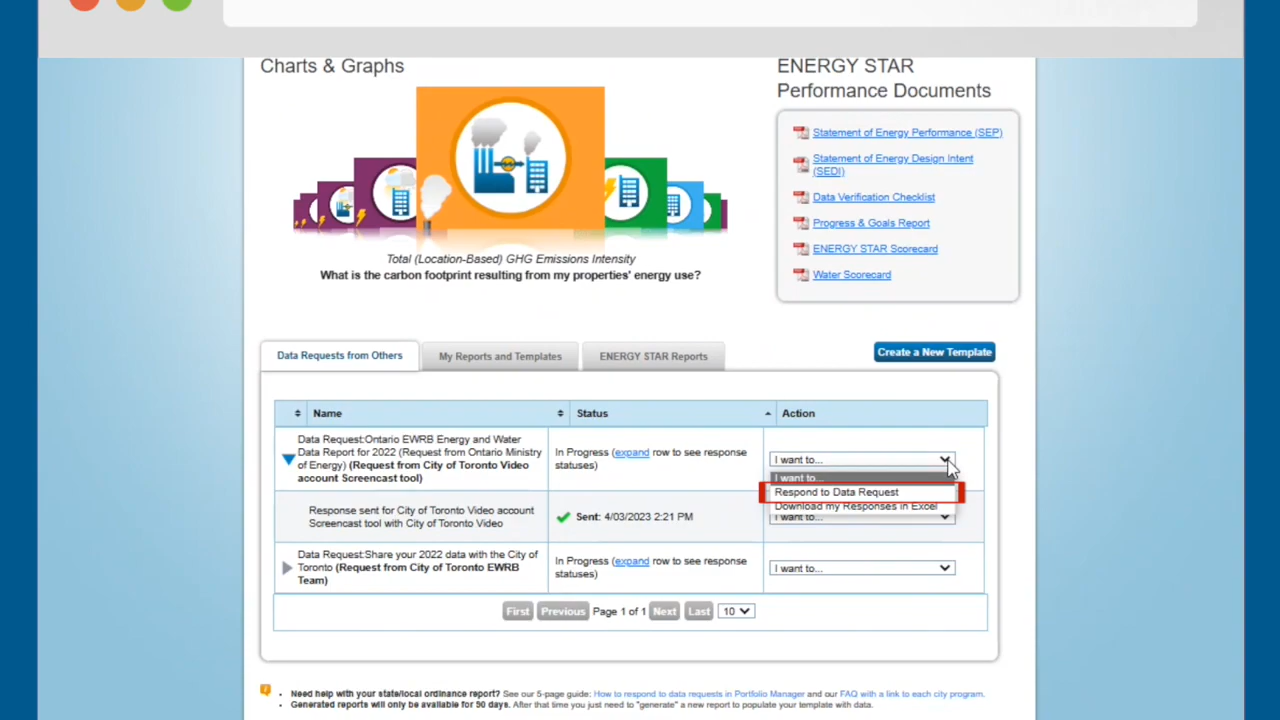 Charts & Graphs
ENERGY STAR
Performance Documents
Statement of Energy Performance (SEP)
Statement of Energy Design Intent
(SEDI)
Data Verification Checklist
Progress & Goals Report
ENERGY STAR Scorecard
Water Scorecard
Total (Location-Based) GHG Emissions Intensity
What is the carbon footprint resulting from my properties' energy use?
Data Requests from Others
My Reports and Templates
ENERGY STAR Reports
Create a New Template
Name
Status
Action
Data Request:Ontario EWRB Energy and Water
Data Report for 2022 (Request from Ontario Ministry
of Energy) (Request from City of Toronto Video
account Screencast tool)
In Progress (expand row to see response
statuses)
I want to...
I want to...
Respond to Data Request
Download my Responses in Excel
Response sent for City of Toronto Video account
Screencast tool with City of Toronto Video
Sent: 4/03/2023 2:21 PM
I want to...
Data Request:Share your 2022 data with the City of
Toronto (Request from City of Toronto EWRB
Team)
In Progress (expand row to see response
statuses)
I want to...
First Previous Page 1 of 1 Next Last 10
Need help with your state/local ordinance report? See our 5-page guide: How to respond to data requests in Portfolio Manager and our FAQ with a link to each city program.
Generated reports will only be available for 50 days. After that time you just need to "generate" a new report to populate your template with data.